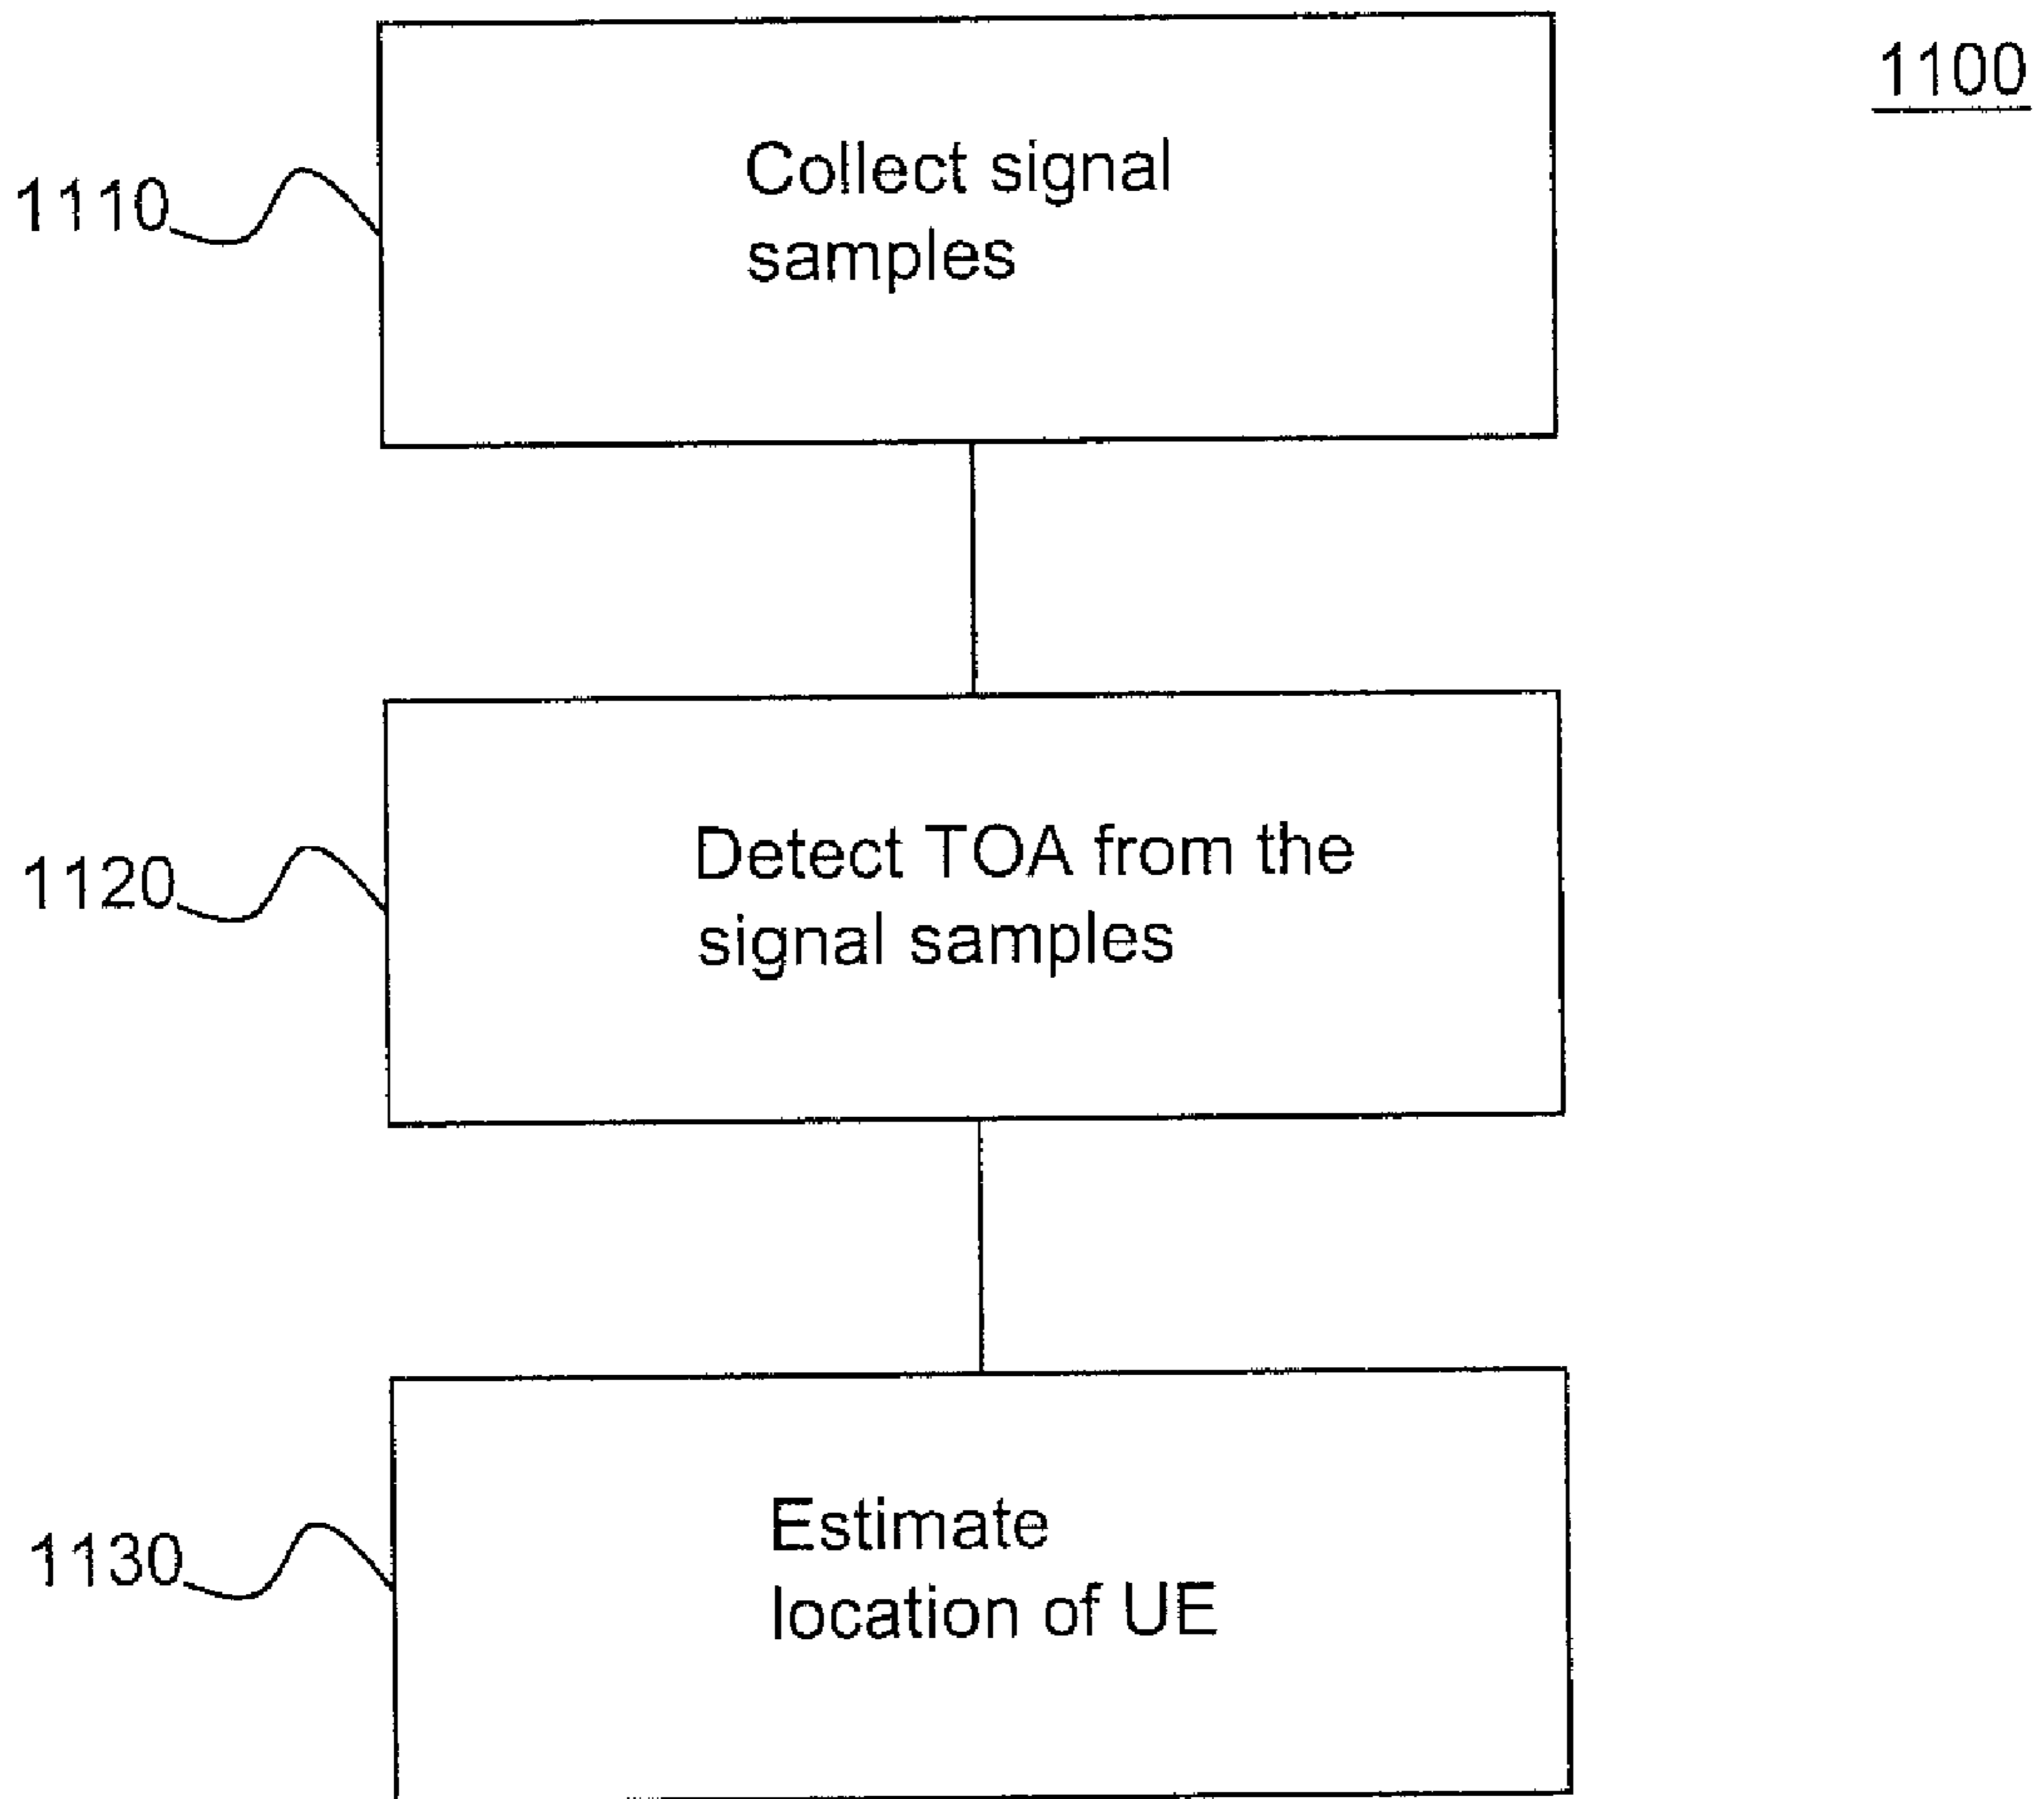 1100
1110
Collect signal
samples
1120
Detect TOA from the
signal samples
1130
Estimate
location of UE